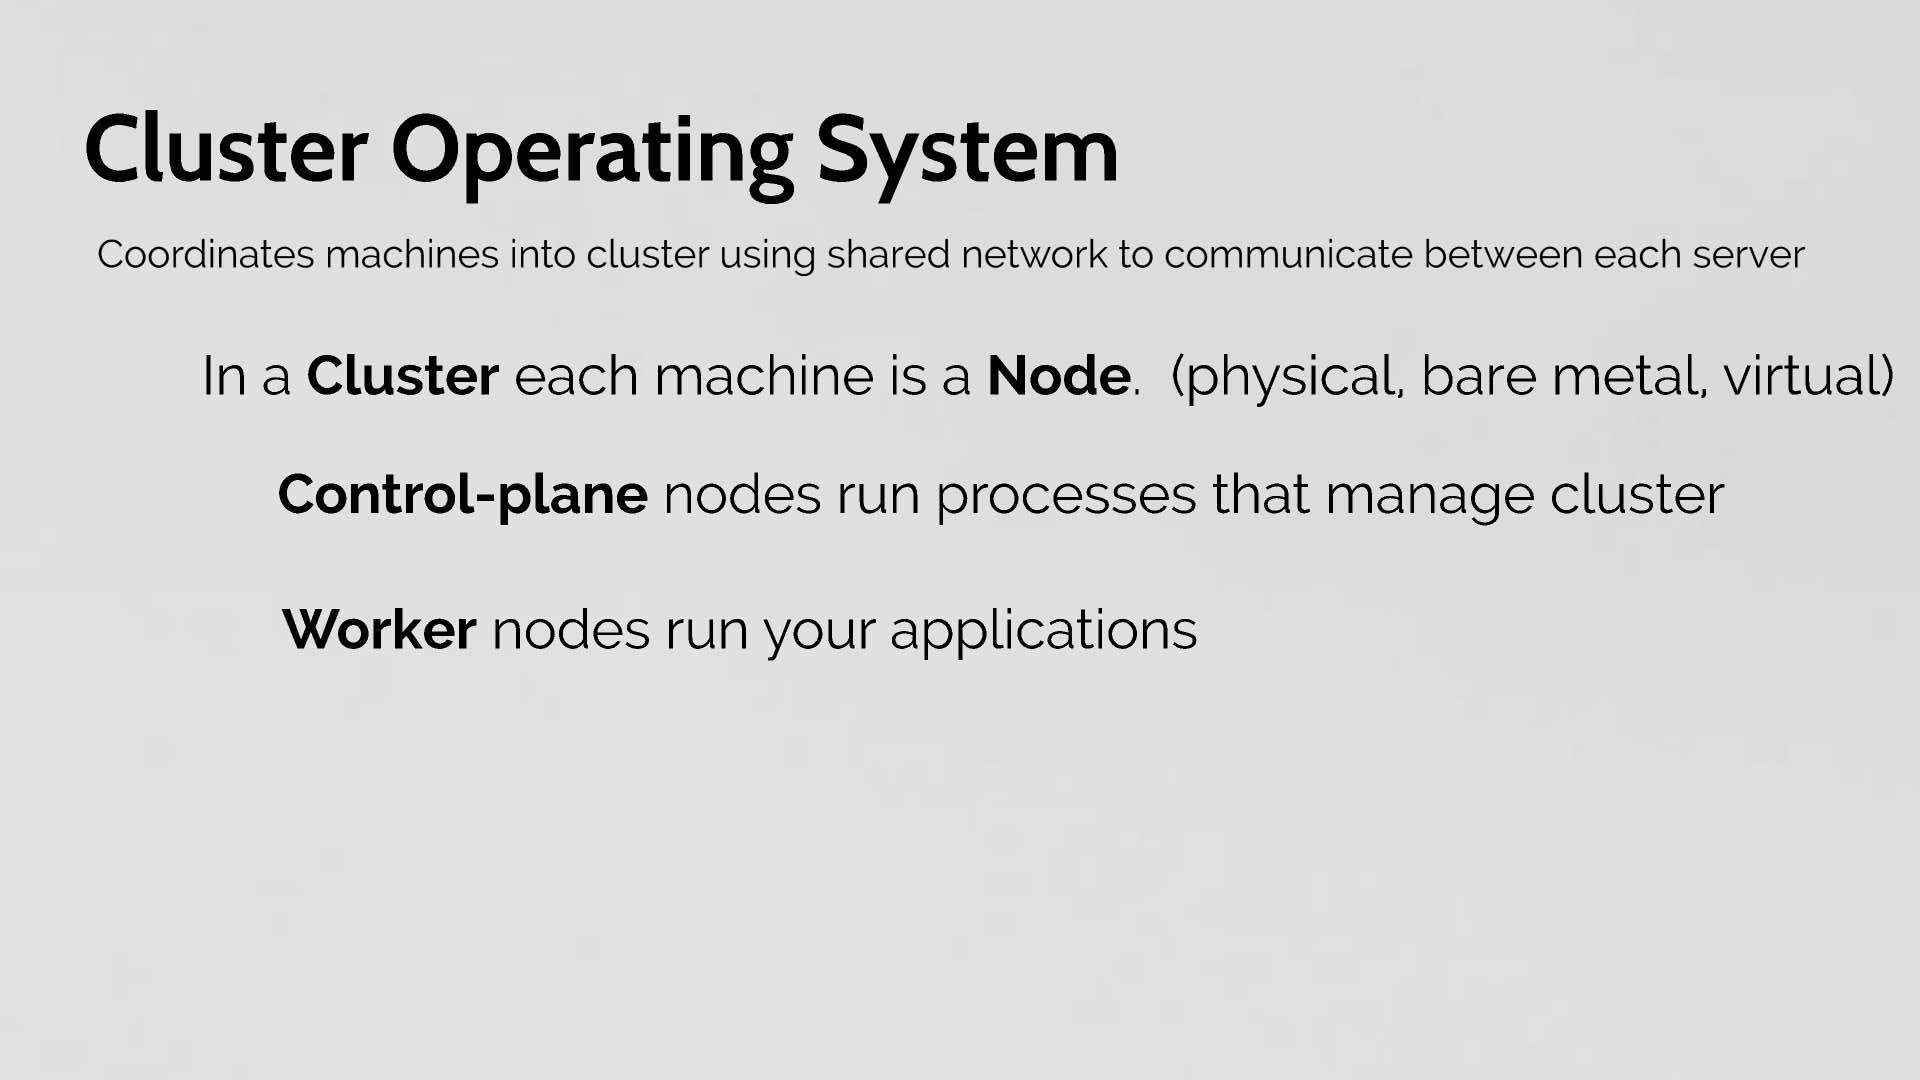 Cluster Operating System
Coordinates machines into cluster using shared network to communicate between each server
In a Cluster each machine is a Node.  (physical, bare metal, virtual)
Control-plane nodes run processes that manage cluster
Worker nodes run your applications